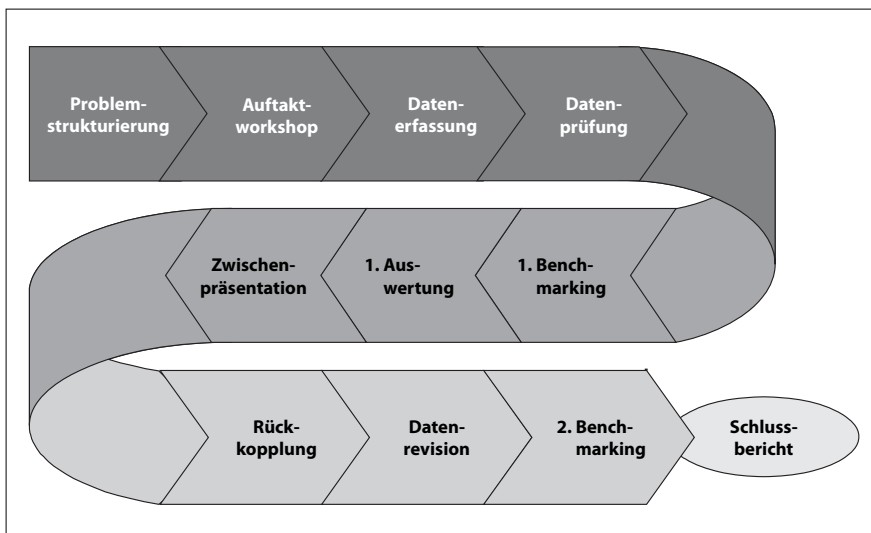 Problem-
strukturierung
Auftakt-
workshop
Daten-
erfassung
Daten-
prüfung
Zwischen-
präsentation
1. Aus-
wertung
1. Bench-
marking
Rück-
kopplung
Daten-
revision
2. Bench-
marking
Schluss-
bericht